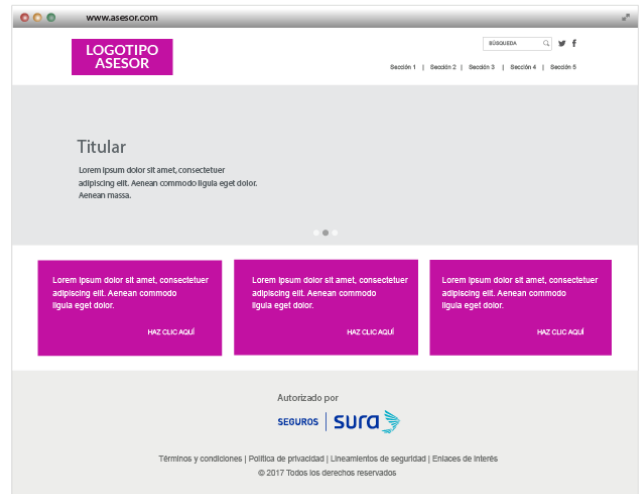 www.asesor.com
LOGOTIPO
ASESOR
BÚSQUEDA
Sección 1 | Sección 2 | Sección 3 | Sección 4 | Sección 5
Titular
Lorem ipsum dolor sit amet, consectetuer
adipiscing elit. Aenean commodo ligula eget dolor.
Aenean massa.
Lorem ipsum dolor sit amet, consectetuer
adipiscing elit. Aenean commodo
ligula eget dolor.
HAZ CLIC AQUÍ
Lorem ipsum dolor sit amet, consectetuer
adipiscing elit. Aenean commodo
ligula eget dolor.
HAZ CLIC AQUÍ
Lorem ipsum dolor sit amet, consectetuer
adipiscing elit. Aenean commodo
ligula eget dolor.
HAZ CLIC AQUÍ
Autorizado por
SEGUROS | sura
Términos y condiciones | Política de privacidad | Lineamientos de seguridad | Enlaces de interés
© 2017 Todos los derechos reservados